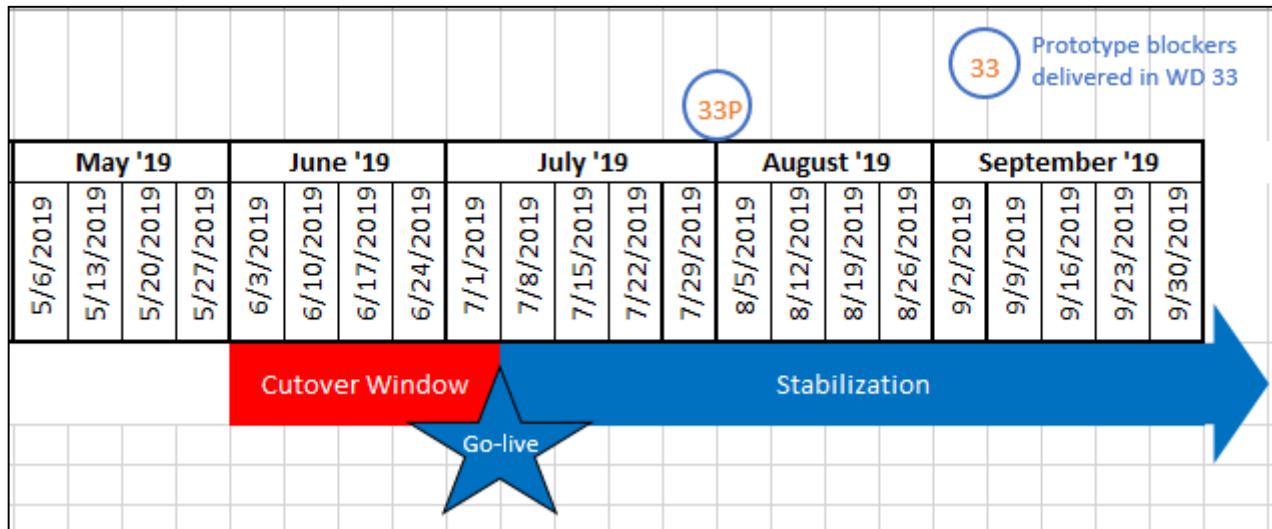 33
Prototype blockers
delivered in WD 33
33P
May '19 June '19 July '19 August '19 September '19
5/6/2019 5/13/2019 5/20/2019 5/27/2019 6/3/2019 6/10/2019 6/17/2019 6/24/2019 7/1/2019 7/8/2019 7/15/2019 7/22/2019 7/29/2019 8/5/2019 8/12/2019 8/19/2019 8/26/2019 9/2/2019 9/9/2019 9/16/2019 9/23/2019 9/30/2019
Cutover Window Stabilization
Go-live